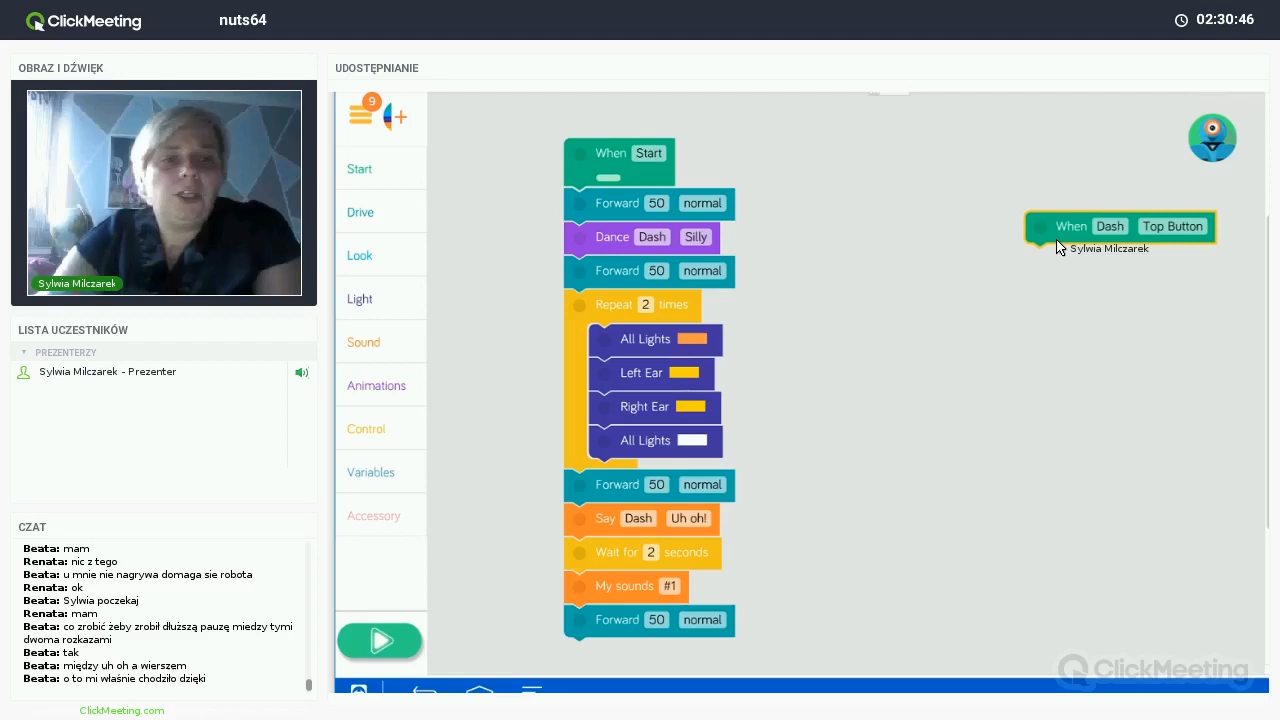 ClickMeeting
nuts64
02:30:46
OBRAZ I DŹWIĘK
Sylwia Milczarek
LISTA UCZESTNIKÓW
PREZENTERZY
Sylwia Milczarek - Prezenter
CZAT
Beata: mam
Renata: nic z tego
Beata: u mnie nie nagrywa domaga sie robota
Renata: ok
Beata: Sylwia poczekaj
Renata: mam
Beata: co zrobić żeby zrobił dłuższą pauzę miedzy tymi
dwoma rozkazami
Beata: tak
Beata: między uh oh a wierszem
Beata: o to mi właśnie chodziło dzięki
ClickMeeting.com
UDOSTĘPNIANIE
9
Start
Drive
Look
Light
Sound
Animations
Control
Variables
Accessory
When Start
Forward 50 normal
Dance Dash Silly
Forward 50 normal
Repeat 2 times
All Lights
Left Ear
Right Ear
All Lights
Forward 50 normal
Say Dash Uh oh!
Wait for 2 seconds
My sounds #1
Forward 50 normal
When Dash Top Button
Sylwia Milczarek
ClickMeeting